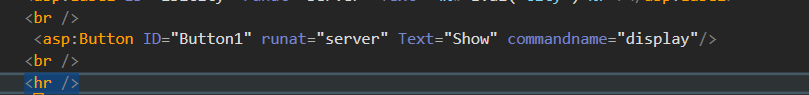 <br />
<asp:Button ID="Button1" runat="server" Text="Show" commandname="display"/>
<br />
<hr />